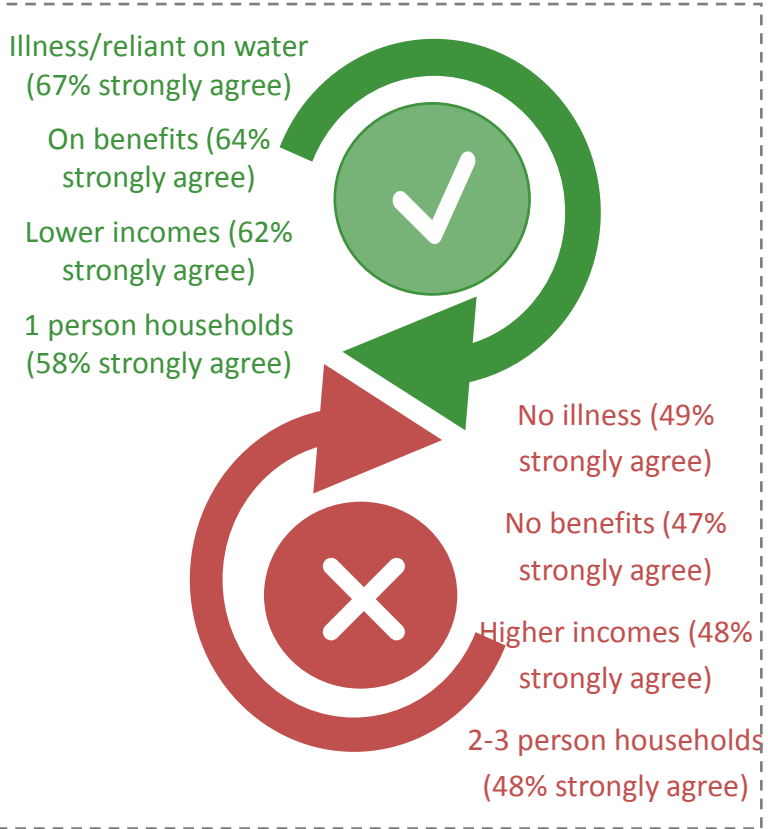 Illness/reliant on water
(67% strongly agree)
On benefits (64%
strongly agree)
Lower incomes (62%
strongly agree)
1 person households
(58% strongly agree)
No illness (49%
strongly agree)
No benefits (47%
strongly agree)
Higher incomes (48%
strongly agree)
2-3 person households
(48% strongly agree)